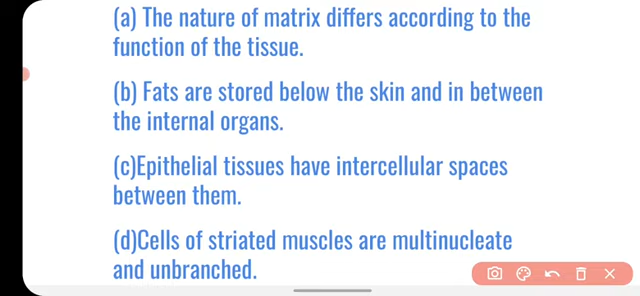 (a) The nature of matrix differs according to the
function of the tissue.
(b) Fats are stored below the skin and in between
the internal organs.
(c)Epithelial tissues have intercellular spaces
between them.
(d)Cells of striated muscles are multinucleate
and unbranched.